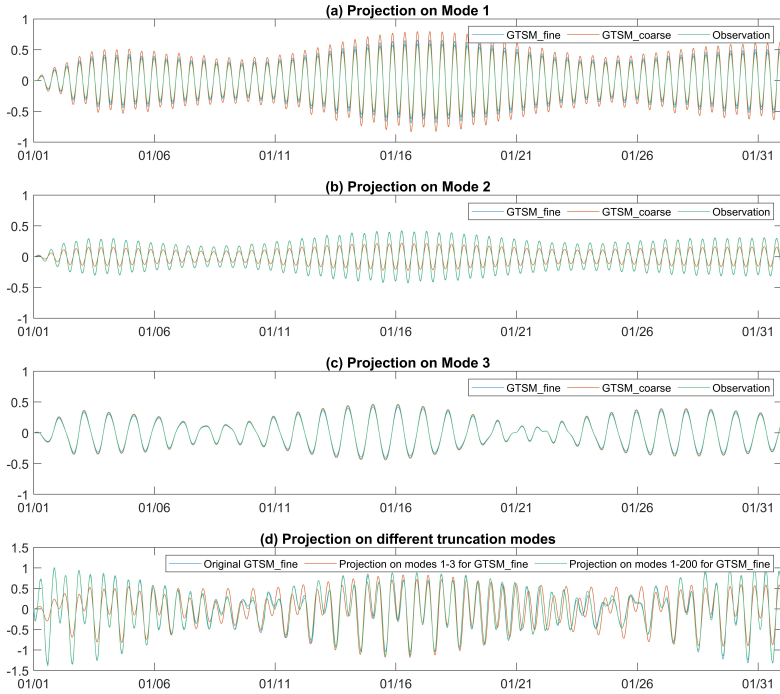 (a) Projection on Mode 1
GTSM_fine GTSM_coarse Observation
1
0.5
0
-0.5
-1
01/01 01/06 01/11 01/16 01/21 01/26 01/31
(b) Projection on Mode 2
GTSM_fine GTSM_coarse Observation
1
0.5
0
-0.5
-1
01/01 01/06 01/11 01/16 01/21 01/26 01/31
(c) Projection on Mode 3
GTSM_fine GTSM_coarse Observation
1
0.5
0
-0.5
-1
01/01 01/06 01/11 01/16 01/21 01/26 01/31
(d) Projection on different truncation modes
Original GTSM_fine Projection on modes 1-3 for GTSM_fine Projection on modes 1-200 for GTSM_fine
1.5
1
0.5
0
-0.5
-1
-1.5
01/01 01/06 01/11 01/16 01/21 01/26 01/31